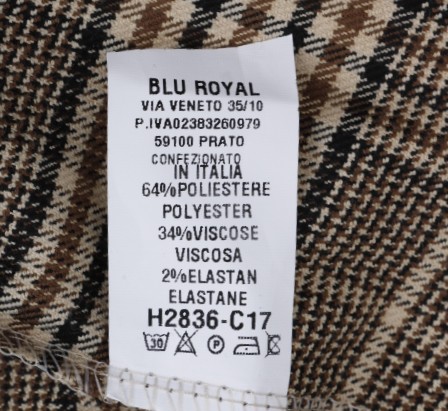 BLU ROYAL
VIA VENETO 35/10
P.IVA02383260979
59100 PRATO
CONFEZIONATO
IN ITALIA
64%POLIESTERE
POLYESTER
34%VISCOSE
VISCOSA
2%ELASTAN
ELASTANE
H2836-C17
30 P